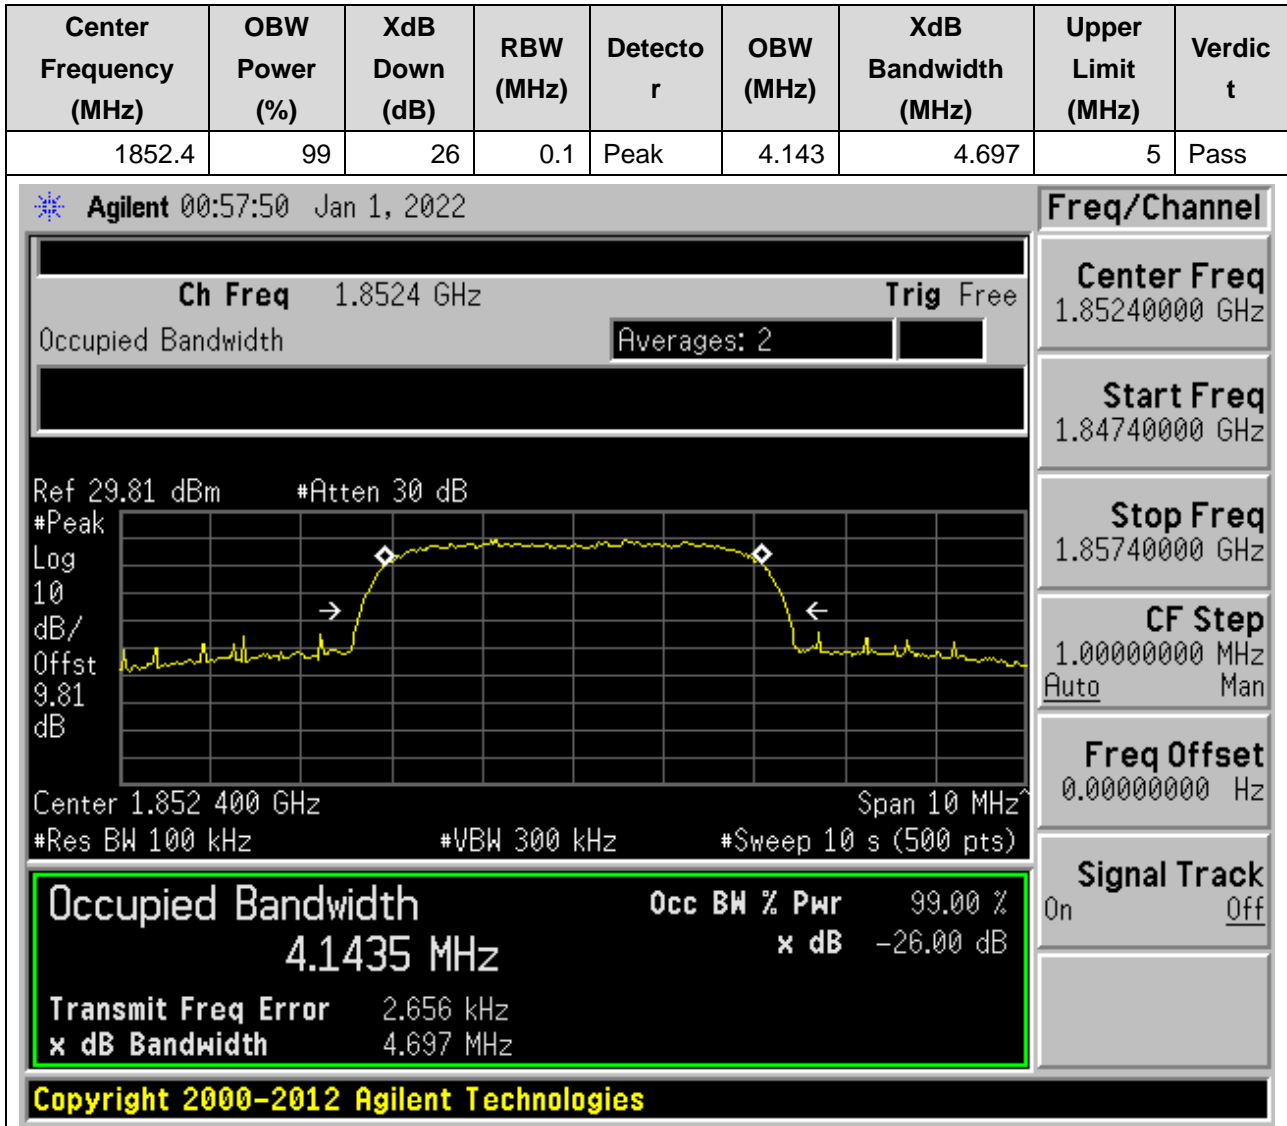 Center Frequency (MHz) OBW Power (%) XdB Down (dB) RBW (MHz) Detecto r OBW (MHz) XdB Bandwidth (MHz) Upper Limit (MHz) Verdic t
1852.4 99 26 0.1 Peak 4.143 4.697 5 Pass
Agilent 00:57:50 Jan 1, 2022
Freq/Channel
Ch Freq 1.8524 GHz Trig Free
Occupied Bandwidth Averages: 2
Center Freq
1.85240000 GHz
Start Freq
1.84740000 GHz
Stop Freq
1.85740000 GHz
CF Step
1.00000000 MHz
Auto Man
Freq Offset
0.00000000 Hz
Signal Track
On Off
Ref 29.81 dBm #Atten 30 dB
#Peak
Log
10
dB/
Offst
9.81
dB
Center 1.852 400 GHz Span 10 MHz^
#Res BW 100 kHz #VBW 300 kHz #Sweep 10 s (500 pts)
Occupied Bandwidth Occ BW % Pwr 99.00 %
4.1435 MHz x dB -26.00 dB
Transmit Freq Error 2.656 kHz
x dB Bandwidth 4.697 MHz
Copyright 2000-2012 Agilent Technologies